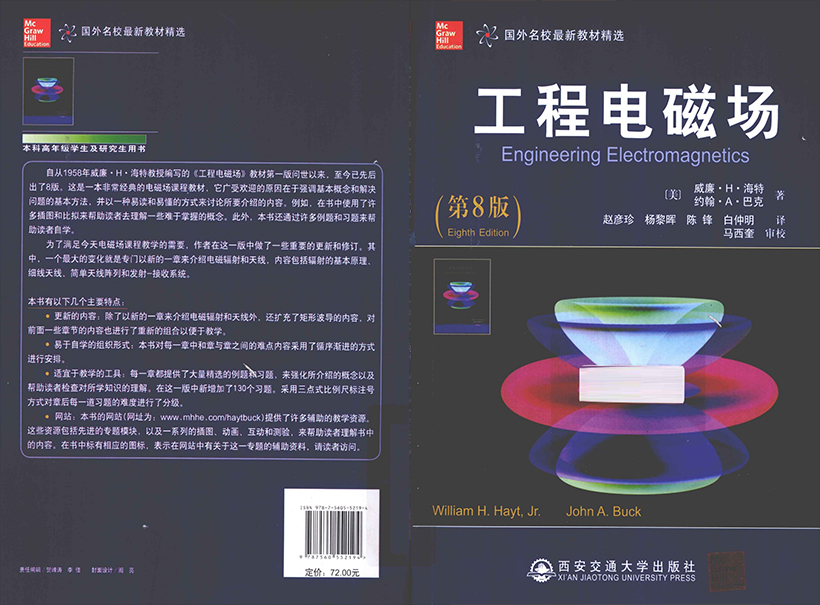 Mc
Graw
Hill
Education
国外名校最新教材精选
本科高年级学生及研究生用书
自从1958年威廉·H·海特教授编写的《工程电磁场》教材第一版问世以来，至今已先后
出了8版，这是一本非常经典的电磁场课程教材，它广受欢迎的原因在于强调基本概念和解决
问题的基本方法，并以一种易读和易懂的方式来讨论所要介绍的内容。例如，在书中使用了许
多插图和比拟来帮助读者去理解一些难于掌握的概念。此外，本书还通过许多例题和习题来帮
助读者自学。
为了满足今天电磁场课程教学的需要，作者在这一版中做了一些重要的更新和修订。其
中，一个最大的变化就是专门以新的一章来介绍电磁辐射和天线，内容包括辐射的基本原理、
细线天线、简单天线阵列和发射-接收系统。
本书有以下几个主要特点：
● 更新的内容：除了以新的一章来介绍电磁辐射和天线外，还扩充了矩形波导的内容，对
前面一些章节的内容也进行了重新的组合以便于教学。
● 易于自学的组织形式：本书对每一章中和章与章之间的难点内容采用了循序渐进的方式
进行安排。
● 适宜于教学的工具：每一章都提供了大量精选的例题和习题，来强化所介绍的概念以及
帮助读者检查对所学知识的理解。在这一版中新增加了130个习题。采用三点式比例尺标注号
方式对章后每一道习题的难度进行了分级。
● 网站：本书的网站(网址为：www.mhhe.com/haytbuck)提供了许多辅助的教学资源。
这些资源包括先进的专题模块，以及一系列的插图、动画，互动和测验，来帮助读者理解书中
的内容。在书中标有相应的图标，表示在网站中有关于这一专题的辅助资料，请读者访问。
ISBN 978-7-5605-5219-4
9787560552194
定价：72.00元
责任编辑/贺峰涛 李佳 封面设计/阎亮
Mc
Graw
Hill
Education
国外名校最新教材精选
工程电磁场
Engineering Electromagnetics
[美] 威廉·H·海特
约翰·A·巴克 著
(第8版)
Eighth Edition
赵彦珍 杨黎晖 陈锋 白仲明 译
马西奎 审校
William H. Hayt, Jr. John A. Buck
西安交通大学出版社
XI'AN JIAOTONG UNIVERSITY PRESS